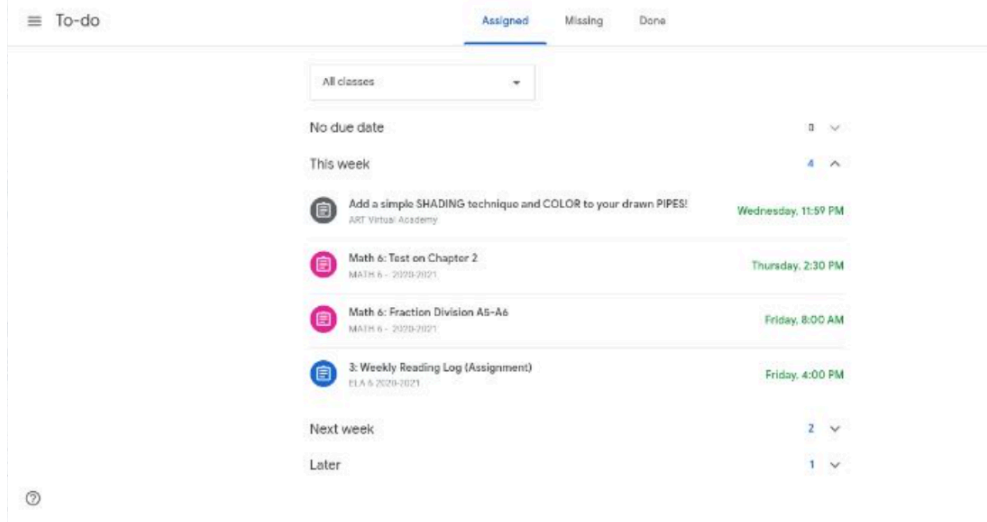 To-do
Assigned Missing Done
All classes
No due date 0
This week 4
Add a simple SHADING technique and COLOR to your drawn PIPES! Wednesday, 11:59 PM
ART Virtual Academy
Math 6: Test on Chapter 2 Thursday, 2:30 PM
MATH 6 - 2020-2021
Math 6: Fraction Division A5-A6 Friday, 8:00 AM
MATH 6 - 2020-2021
3: Weekly Reading Log (Assignment) Friday, 4:00 PM
ELA 6 2020-2021
Next week 2
Later 1